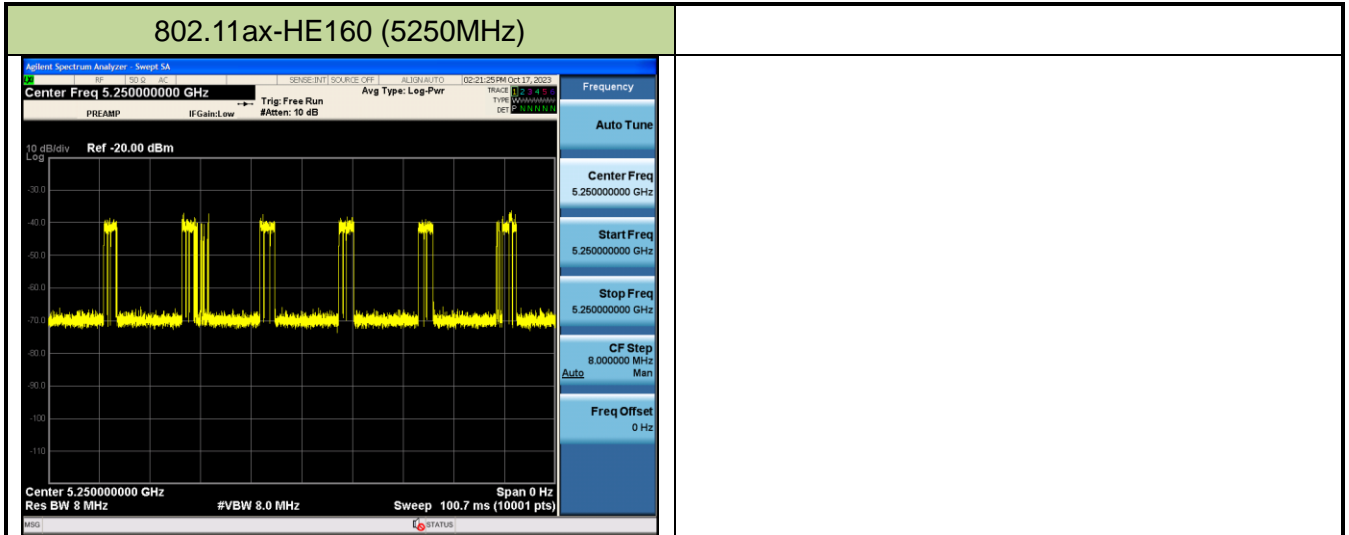 802.11ax-HE160 (5250MHz)
Agilent Spectrum Analyzer - Swept SA
RF 50 Ω AC SENSE:INT SOURCE OFF ALIGN AUTO 02:21:25 PM Oct 17, 2023
Center Freq 5.250000000 GHz Avg Type: Log-Pwr TRACE 1 2 3 4 5 6
Trig: Free Run TYPE
PREAMP IFGain:Low #Atten: 10 dB DET P N N N N N
Frequency
Auto Tune
10 dB/div Ref -20.00 dBm
Log
-30.0
-40.0
-50.0
-60.0
-70.0
-80.0
-90.0
-100
-110
Center Freq
5.250000000 GHz
Start Freq
5.250000000 GHz
Stop Freq
5.250000000 GHz
CF Step
8.000000 MHz
Auto Man
Freq Offset
0 Hz
Center 5.250000000 GHz Span 0 Hz
Res BW 8 MHz #VBW 8.0 MHz Sweep 100.7 ms (10001 pts)
MSG STATUS